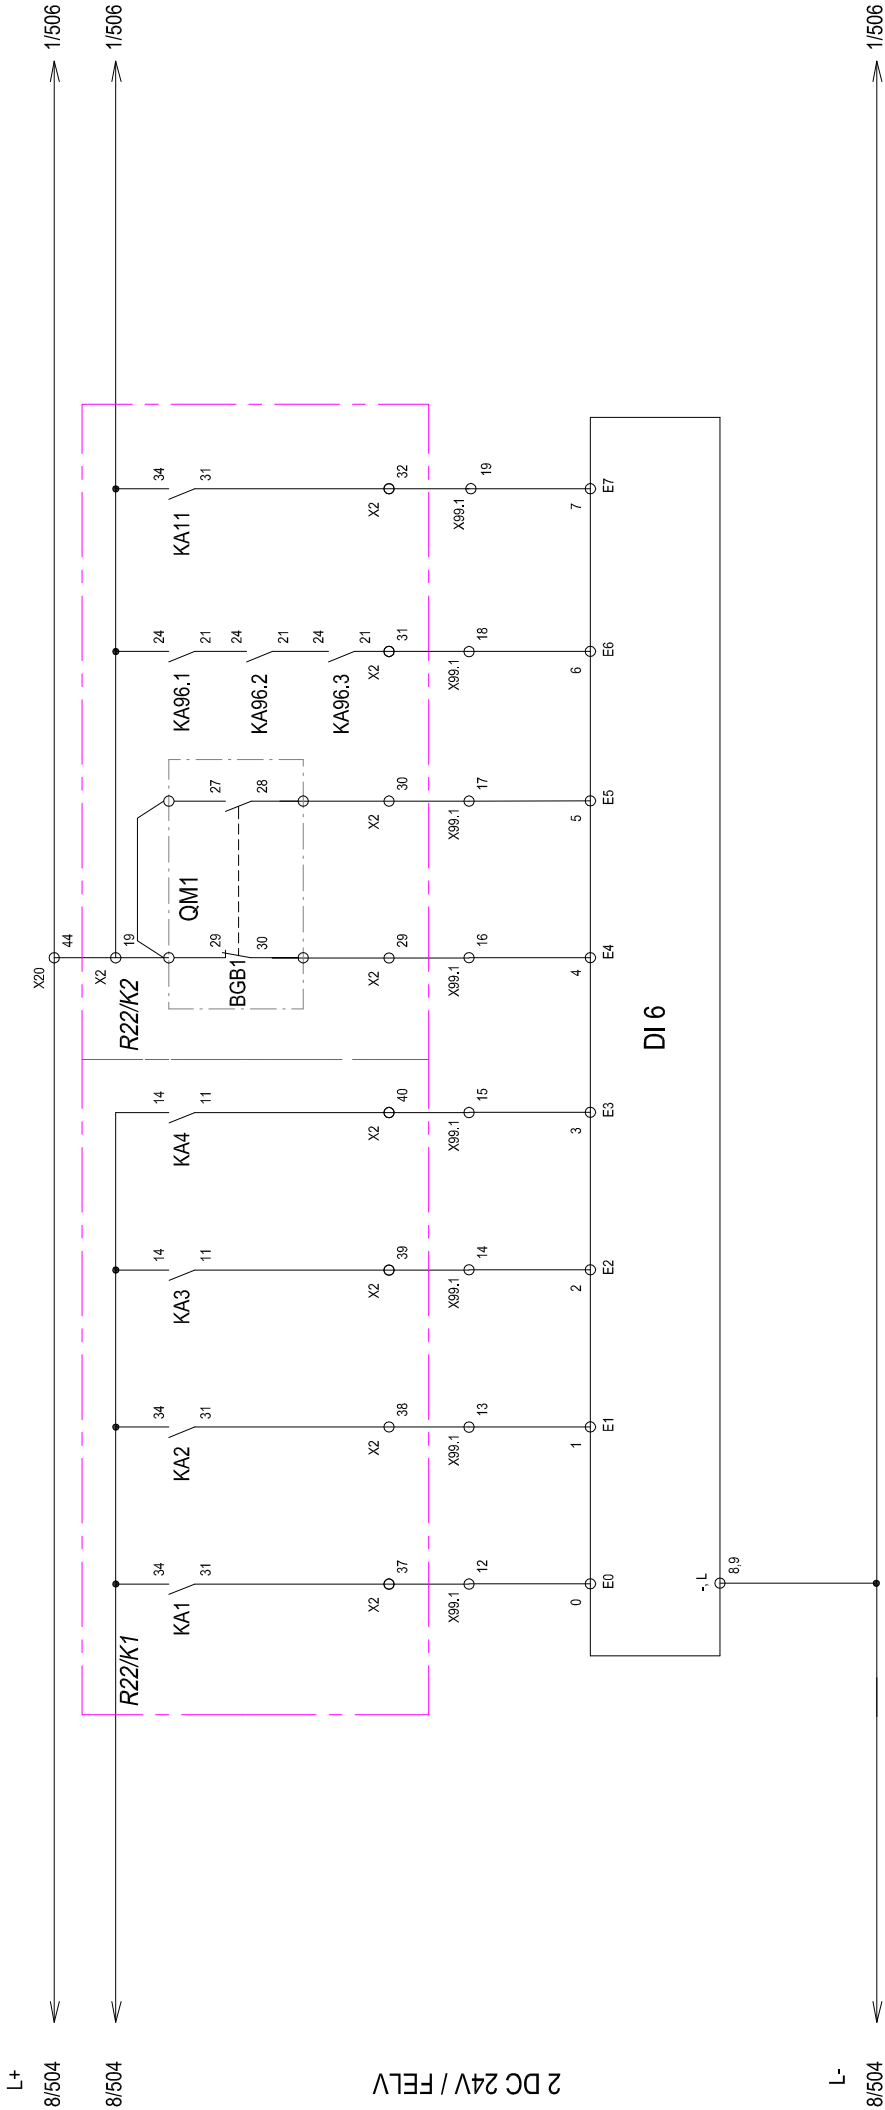 L+
8/504 1/506
X20 44
8/504 1/506
X2 19
R22/K1 R22/K2
34 34 14 14 24 34
KA1 KA2 KA3 KA4 QM1 KA96.1 KA11
31 31 11 11 29 27 21 31
BGB1 24
30 28 21
KA96.2
24
KA96.3
21
X2 37 X2 38 X2 39 X2 40 X2 29 X2 30 X2 31 X2 32
X99.1 12 X99.1 13 X99.1 14 X99.1 15 X99.1 16 X99.1 17 X99.1 18 X99.1 19
2 DC 24V / FELV
0 1 2 3 4 5 6 7
E0 E1 E2 E3 E4 E5 E6 E7
DI 6
-, L
8,9
L-
8/504 1/506